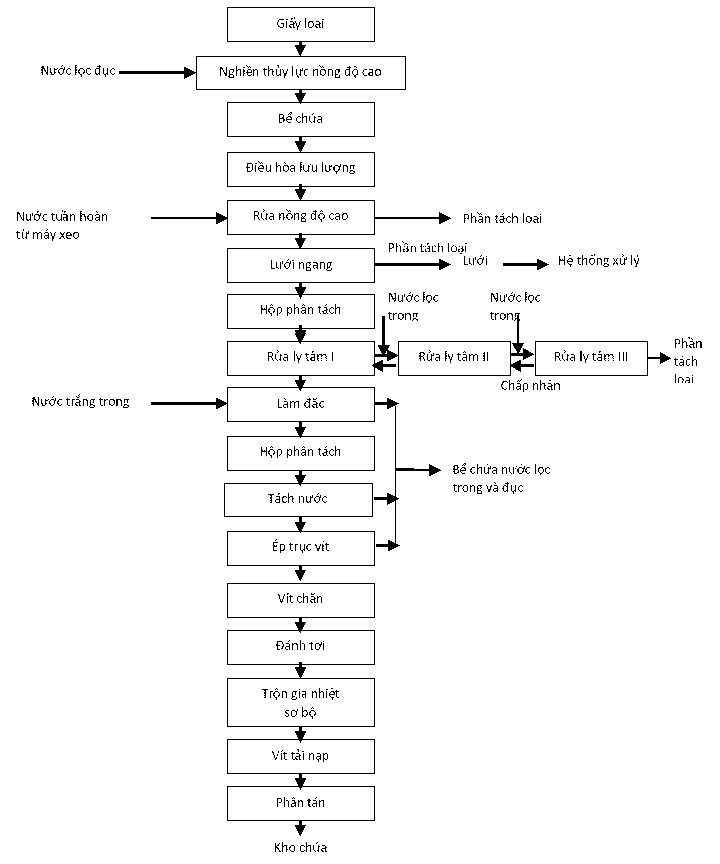 Giấy loại
Nước lọc đục
Nghiền thủy lực nồng độ cao
Bể chứa
Điều hòa lưu lượng
Nước tuần hoàn
từ máy xeo
Rửa nồng độ cao
Phần tách loại
Phần tách loại
Lưới ngang
Lưới
Hệ thống xử lý
Hộp phân tách
Nước lọc
trong
Nước lọc
trong
Rửa ly tâm I
Rửa ly tâm II
Rửa ly tâm III
Phần
tách
loại
Chấp nhận
Nước trắng trong
Làm đặc
Hộp phân tách
Bể chứa nước lọc
trong và đục
Tách nước
Ép trục vít
Vít chặn
Đánh tơi
Trộn gia nhiệt
sơ bộ
Vít tải nạp
Phân tán
Kho chứa